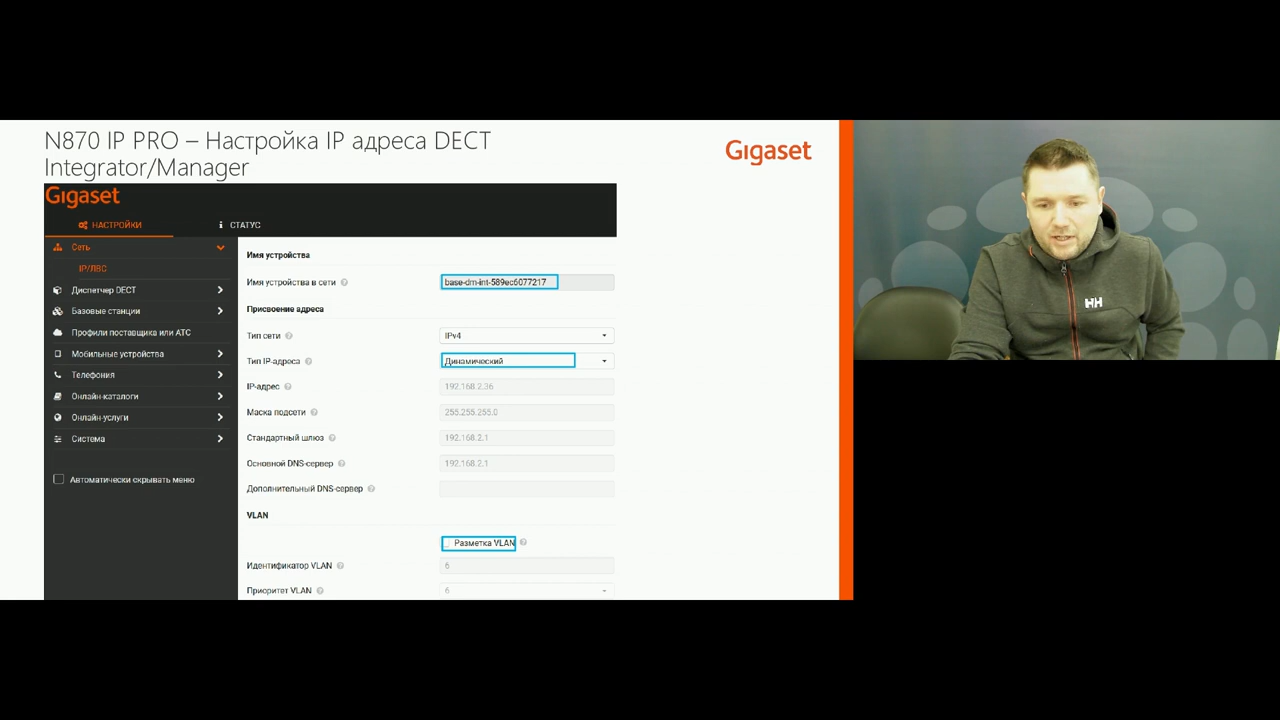 N870 IP PRO – Настройка IP адреса DECT
Integrator/Manager
Gigaset
Gigaset
НАСТРОЙКИ
СТАТУС
Сеть
IP/ЛВС
Диспетчер DECT
Базовые станции
Профили поставщика или АТС
Мобильные устройства
Телефония
Онлайн-каталоги
Онлайн-услуги
Система
Автоматически скрывать меню
Имя устройства
Имя устройства в сети base-dm-int-589ec6077217
Присвоение адреса
Тип сети IPv4
Тип IP-адреса Динамический
IP-адрес 192.168.2.36
Маска подсети 255.255.255.0
Стандартный шлюз 192.168.2.1
Основной DNS-сервер 192.168.2.1
Дополнительный DNS-сервер
VLAN
Разметка VLAN
Идентификатор VLAN 6
Приоритет VLAN 6
HH